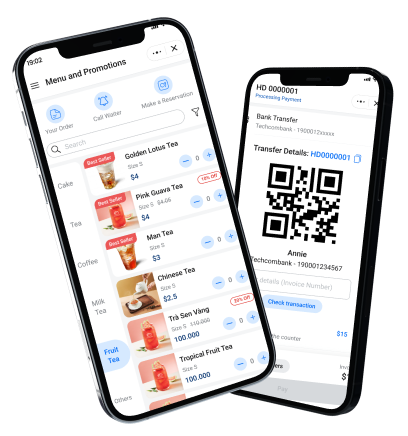 19:02
Menu and Promotions
Your Order
Call Waiter
Make a Reservation
Search
Cake
Tea
Coffee
Milk
Tea
Fruit
Tea
Others
Best Seller
Golden Lotus Tea
Size S
$4
0
Best Seller
Pink Guava Tea
Size S $4.05
$4
10% Off
0
Best Seller
Man Tea
Size S
$3
0
Chinese Tea
Size S
$2.5
0
Trà Sen Vàng
Size S 110.000
100.000
20% Off
0
Tropical Fruit Tea
Size S
100.000
0
HD 0000001
Processing Payment
Bank Transfer
Techcombank - 190012xxxxx
Transfer Details: HD0000001
Annie
Techcombank - 190001234567
details (Invoice Number)
Check transaction
the counter
$15
Pay